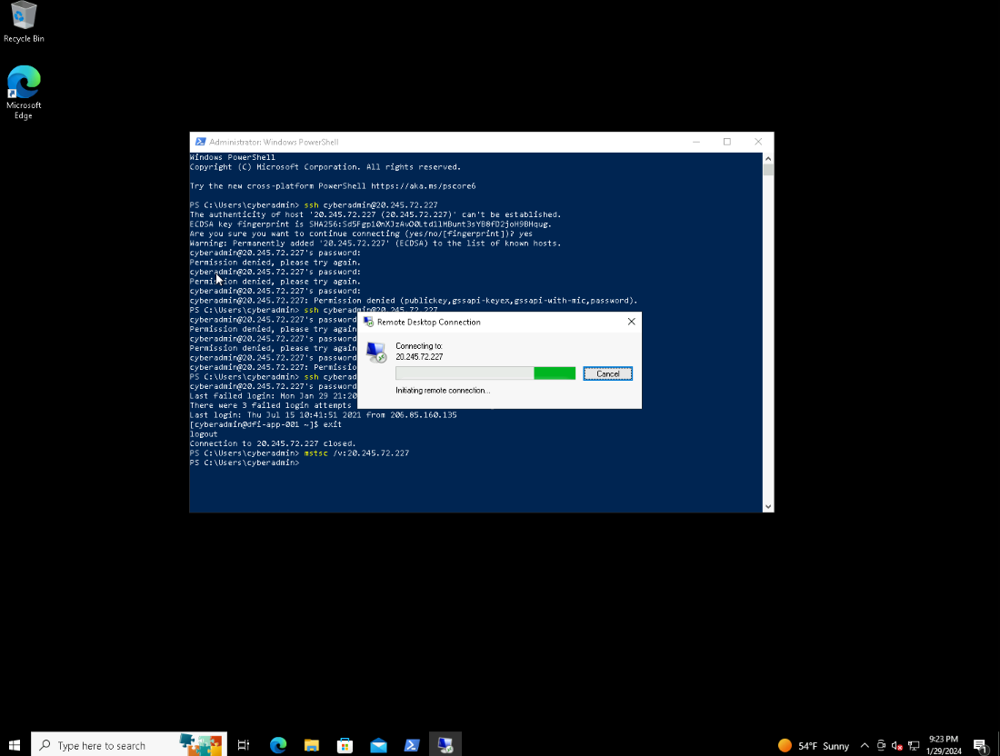 Recycle Bin
Microsoft
Edge
Administrator: Windows PowerShell
Windows PowerShell
Copyright (C) Microsoft Corporation. All rights reserved.
Try the new cross-platform PowerShell https://aka.ms/pscore6
PS C:\Users\cyberadmin> ssh cyberadmin@20.245.72.227
The authenticity of host '20.245.72.227 (20.245.72.227)' can't be established.
ECDSA key fingerprint is
Are you sure you want to continue connecting (yes/no/[fingerprint])? yes
Warning: Permanently added '20.245.72.227' (ECDSA) to the list of known hosts.
cyberadmin@20.245.72.227's password:
Permission denied, please try again.
cyberadmin@20.245.72.227's password:
Permission denied, please try again.
cyberadmin@20.245.72.227's password:
cyberadmin@20.245.72.227: Permission denied (publickey,gssapi-keyex,gssapi-with-mic,password).
PS C:\Users\cyberadmin> ssh cyberadmin@20.245.72.227
cyberadmin@20.245.72.227's password
Permission denied, please try again
cyberadmin@20.245.72.227's password
Permission denied, please try again
cyberadmin@20.245.72.227's password
cyberadmin@20.245.72.227: Permissio
PS C:\Users\cyberadmin> ssh cyberad
cyberadmin@20.245.72.227's password
Last failed login: Mon Jan 29 21:20
There were 3 failed login attempts
Last login: Thu Jul 15 10:41:51 2021 from 206.85.160.135
[cyberadmin@dfi-app-001 ~]$ exit
logout
Connection to 20.245.72.227 closed.
PS C:\Users\cyberadmin> mstsc /v:20.245.72.227
PS C:\Users\cyberadmin>
Remote Desktop Connection
Connecting to:
20.245.72.227
Cancel
Initiating remote connection...
Type here to search
54°F Sunny
9:23 PM
1/29/2024
1